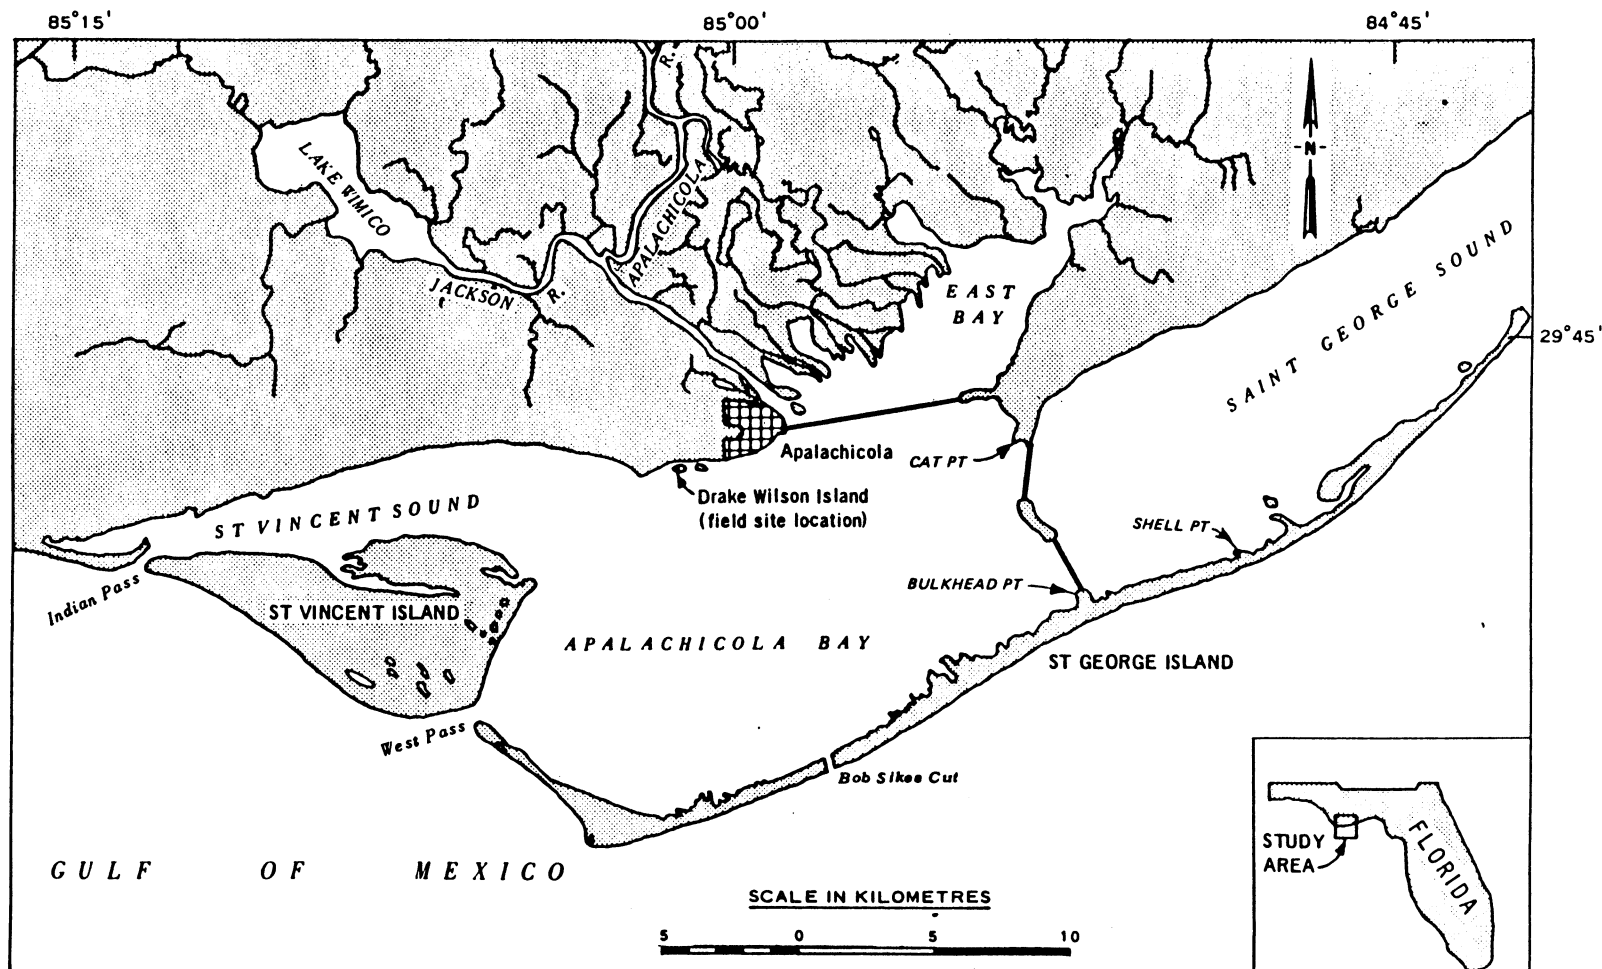 85°15'
85°00'
84°45'
R.
LAKE WIMICO
APALACHICOLA
JACKSON
R.
EAST
BAY
N
SAINT GEORGE SOUND
29°45'
Apalachicola
CAT PT
Drake Wilson Island
(field site location)
ST VINCENT SOUND
SHELL PT
Indian Pass
BULKHEAD PT
ST VINCENT ISLAND
APALACHICOLA BAY
ST GEORGE ISLAND
West Pass
Bob Sikes Cut
GULF OF MEXICO
SCALE IN KILOMETRES
5 0 5 10
STUDY
AREA
FLORIDA